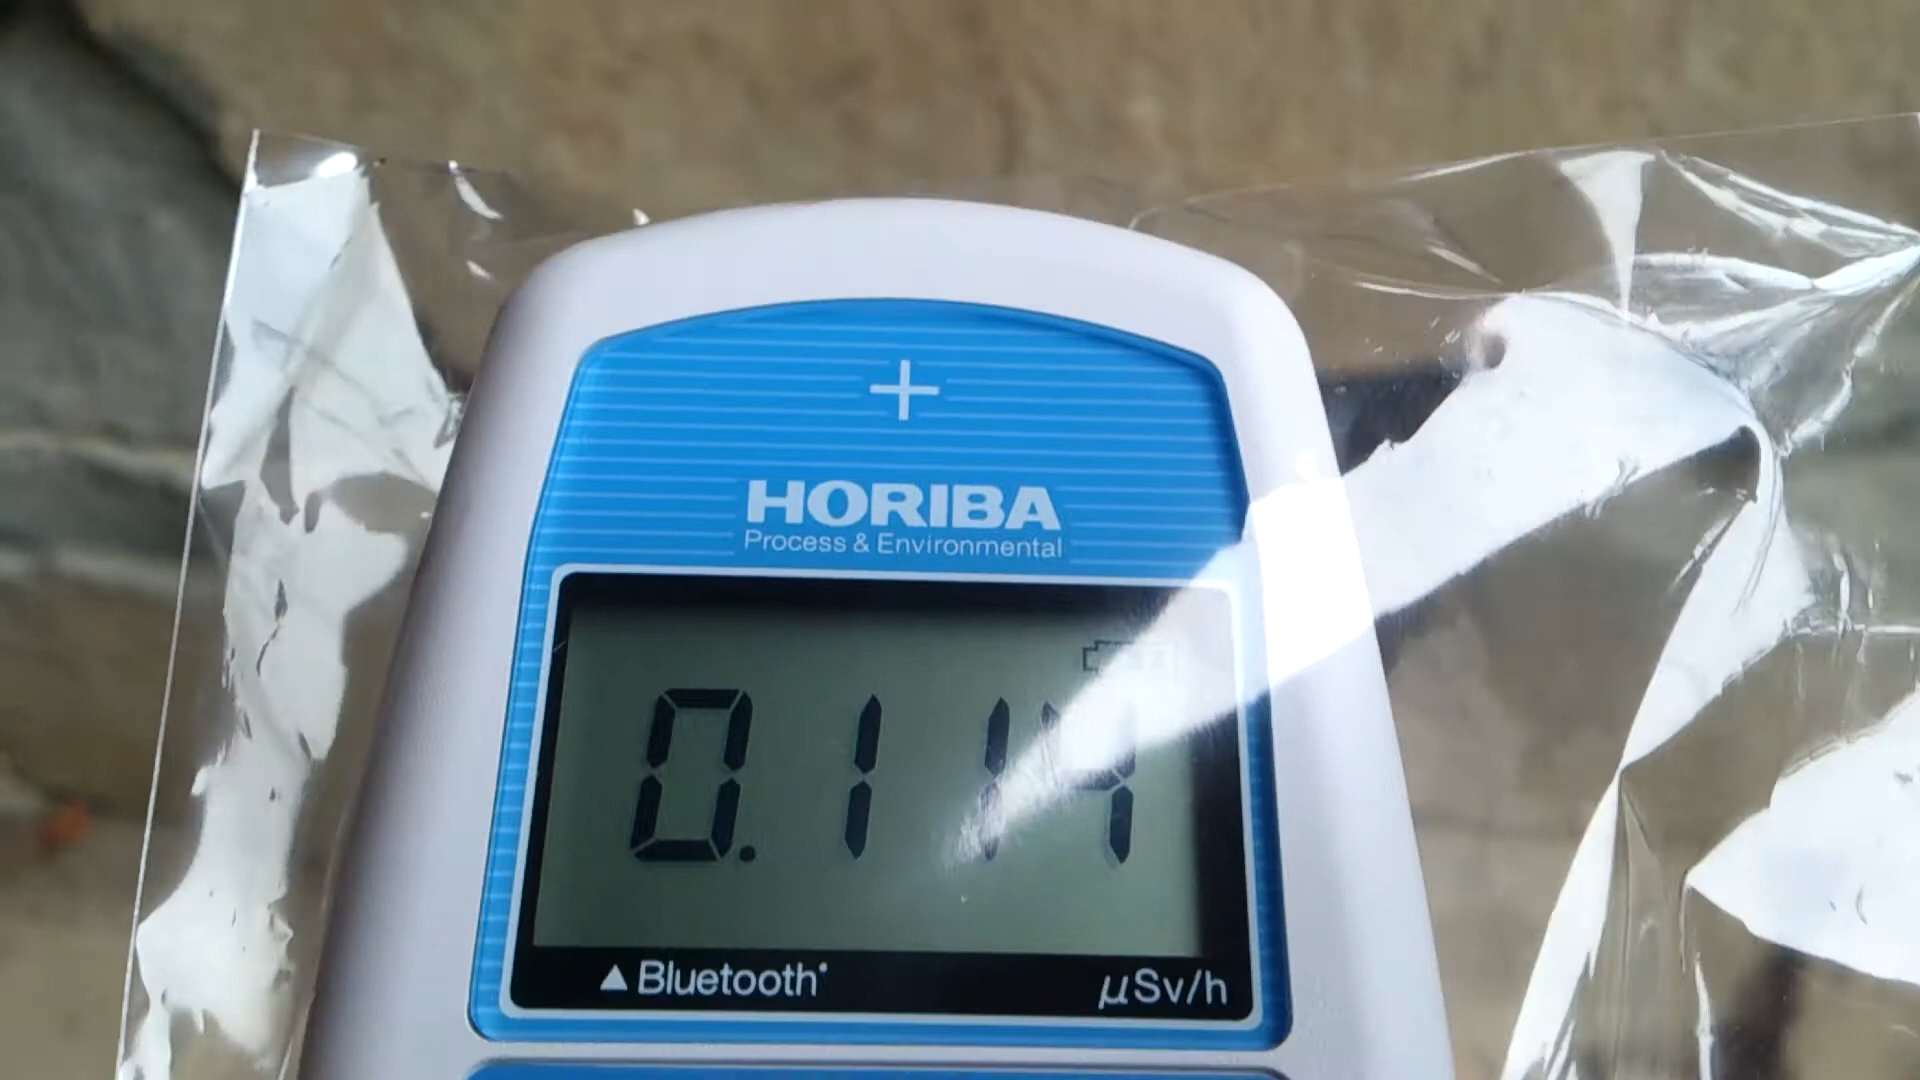 +
HORIBA
Process & Environmental
0.114
▲Bluetooth
μSv/h